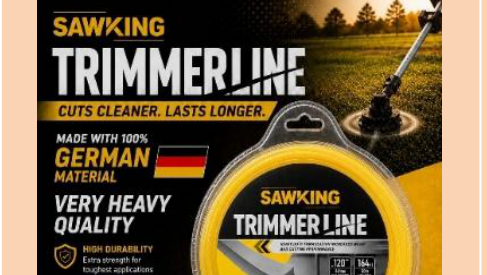 SAWKING
TRIMMERLINE
CUTS CLEANER. LASTS LONGER.
MADE WITH 100%
GERMAN
MATERIAL
VERY HEAVY
QUALITY
HIGH DURABILITY
Extra strength for
toughest applications
SAWKING
TRIMMER LINE
.120" 164'